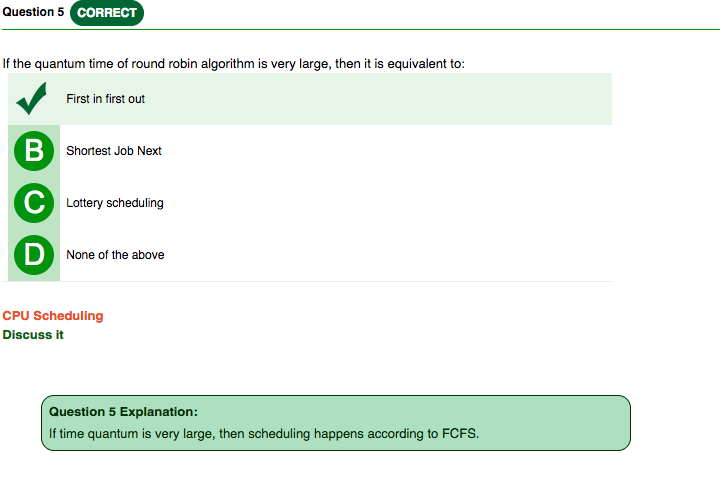 Question 5 CORRECT
If the quantum time of round robin algorithm is very large, then it is equivalent to:
First in first out
B Shortest Job Next
C Lottery scheduling
D None of the above
CPU Scheduling
Discuss it
Question 5 Explanation:
If time quantum is very large, then scheduling happens according to FCFS.